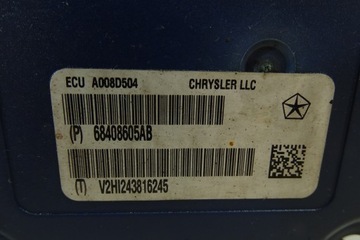 ECU A008D504 CHRYSLER LLC
(P) 68408605AB
(T) V2HI243816245